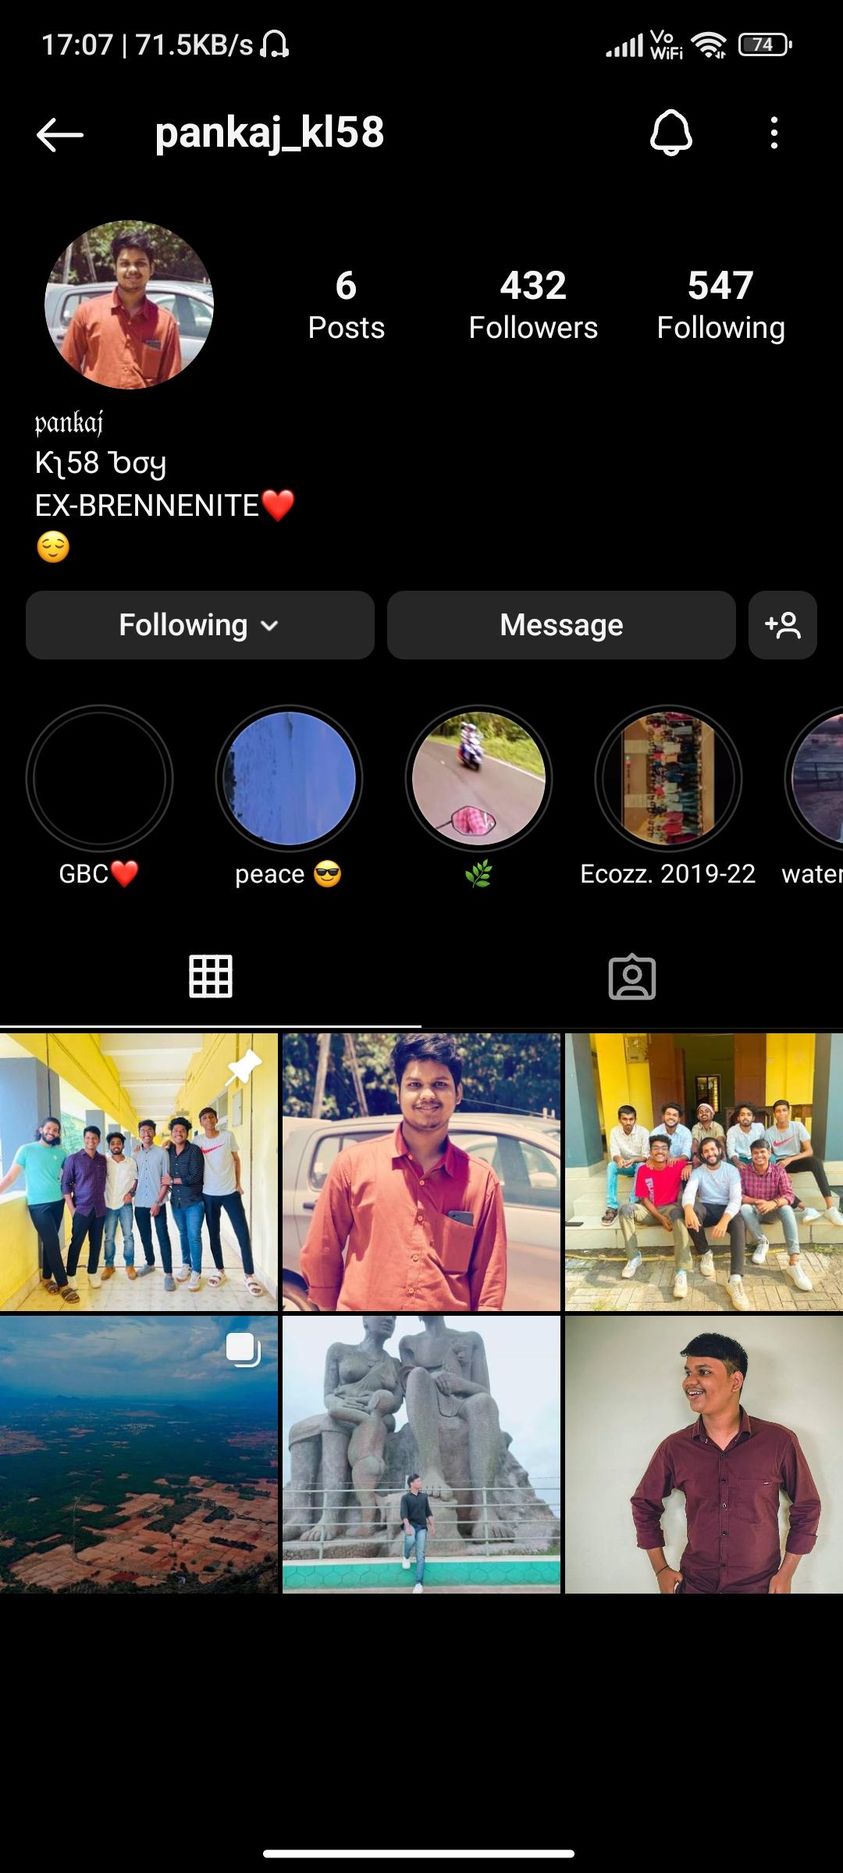 17:07 | 71.5KB/s
Vo
WiFi
74
pankaj_kl58
6
Posts
432
Followers
547
Following
𝔭𝔞𝔫𝔨𝔞𝔧
Kʅ58 Ⴆσყ
EX-BRENNENITE❤️
😌
Following
Message
GBC❤️
peace 😎
🌿
Ecozz. 2019-22
water